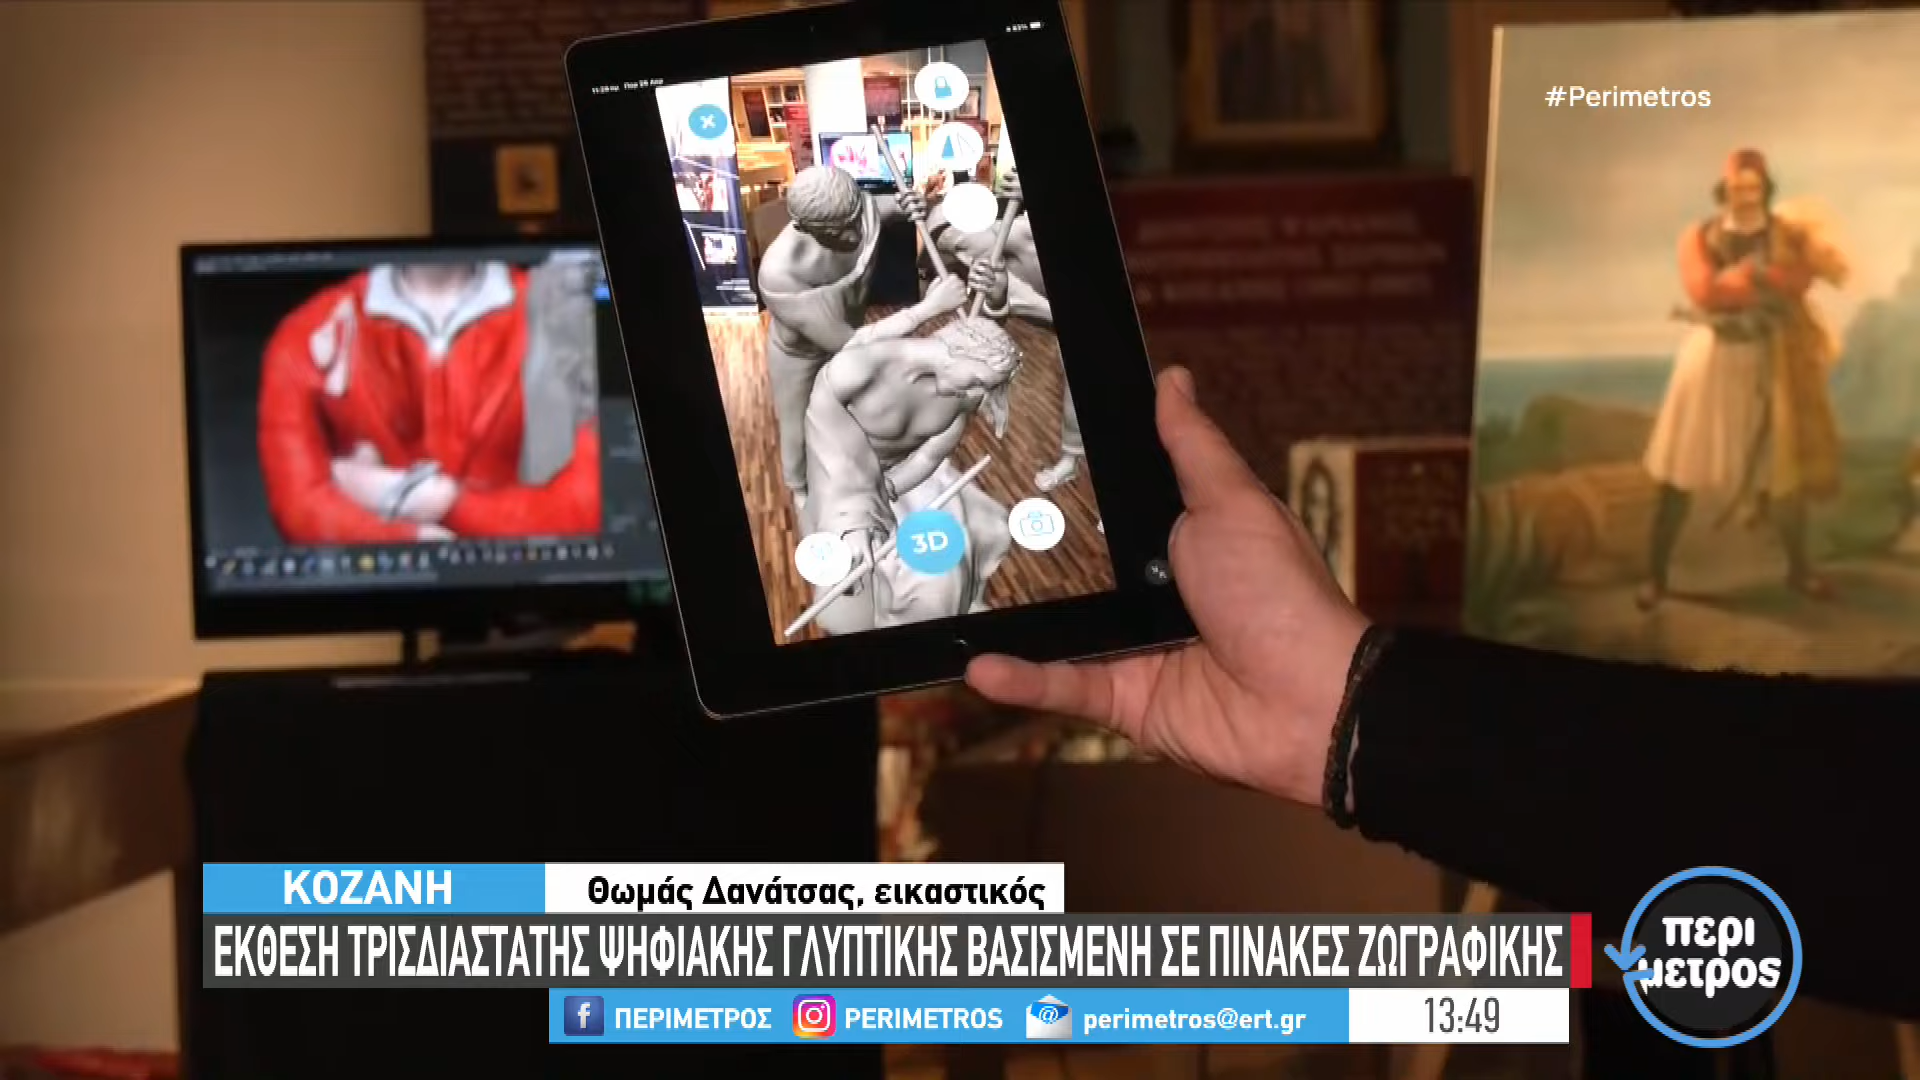 #Perimetros
3D
ΚΟΖΑΝΗ
Θωμάς Δανάτσας, εικαστικός
ΕΚΘΕΣΗ ΤΡΙΣΔΙΑΣΤΑΤΗΣ ΨΗΦΙΑΚΗΣ ΓΛΥΠΤΙΚΗΣ ΒΑΣΙΣΜΕΝΗ ΣΕ ΠΙΝΑΚΕΣ ΖΩΓΡΑΦΙΚΗΣ
περι
μετρος
ΠΕΡΙΜΕΤΡΟΣ
PERIMETROS
perimetros@ert.gr
13:49